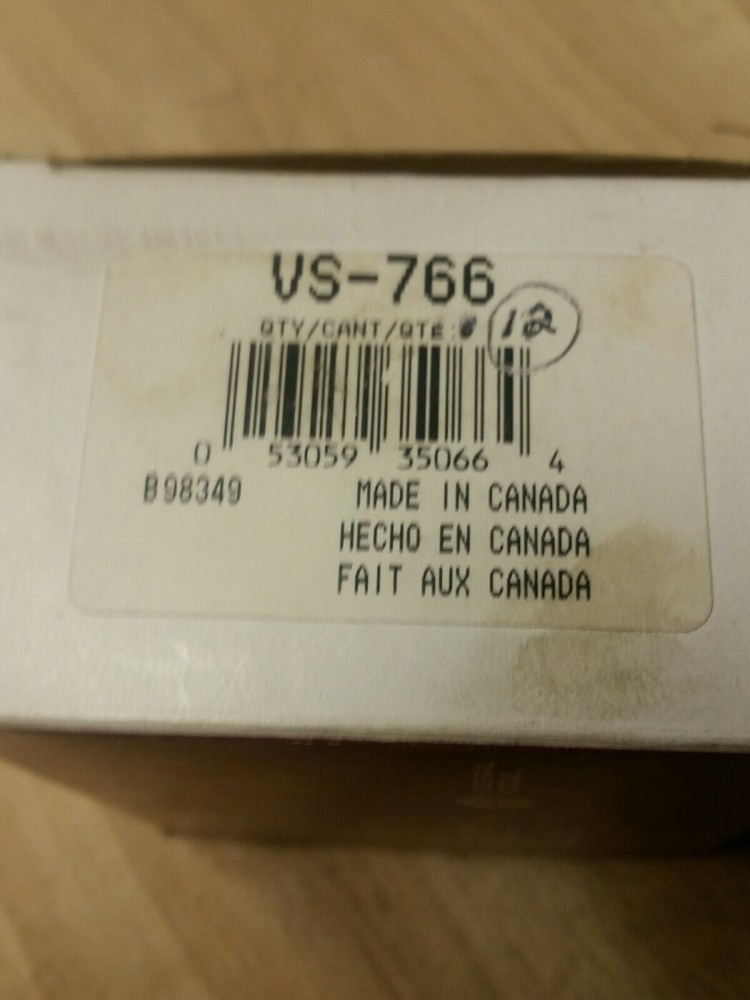 VS-766
QTY/CANT/QTE: 12
0 53059 35066 4
B98349 MADE IN CANADA
HECHO EN CANADA
FAIT AUX CANADA